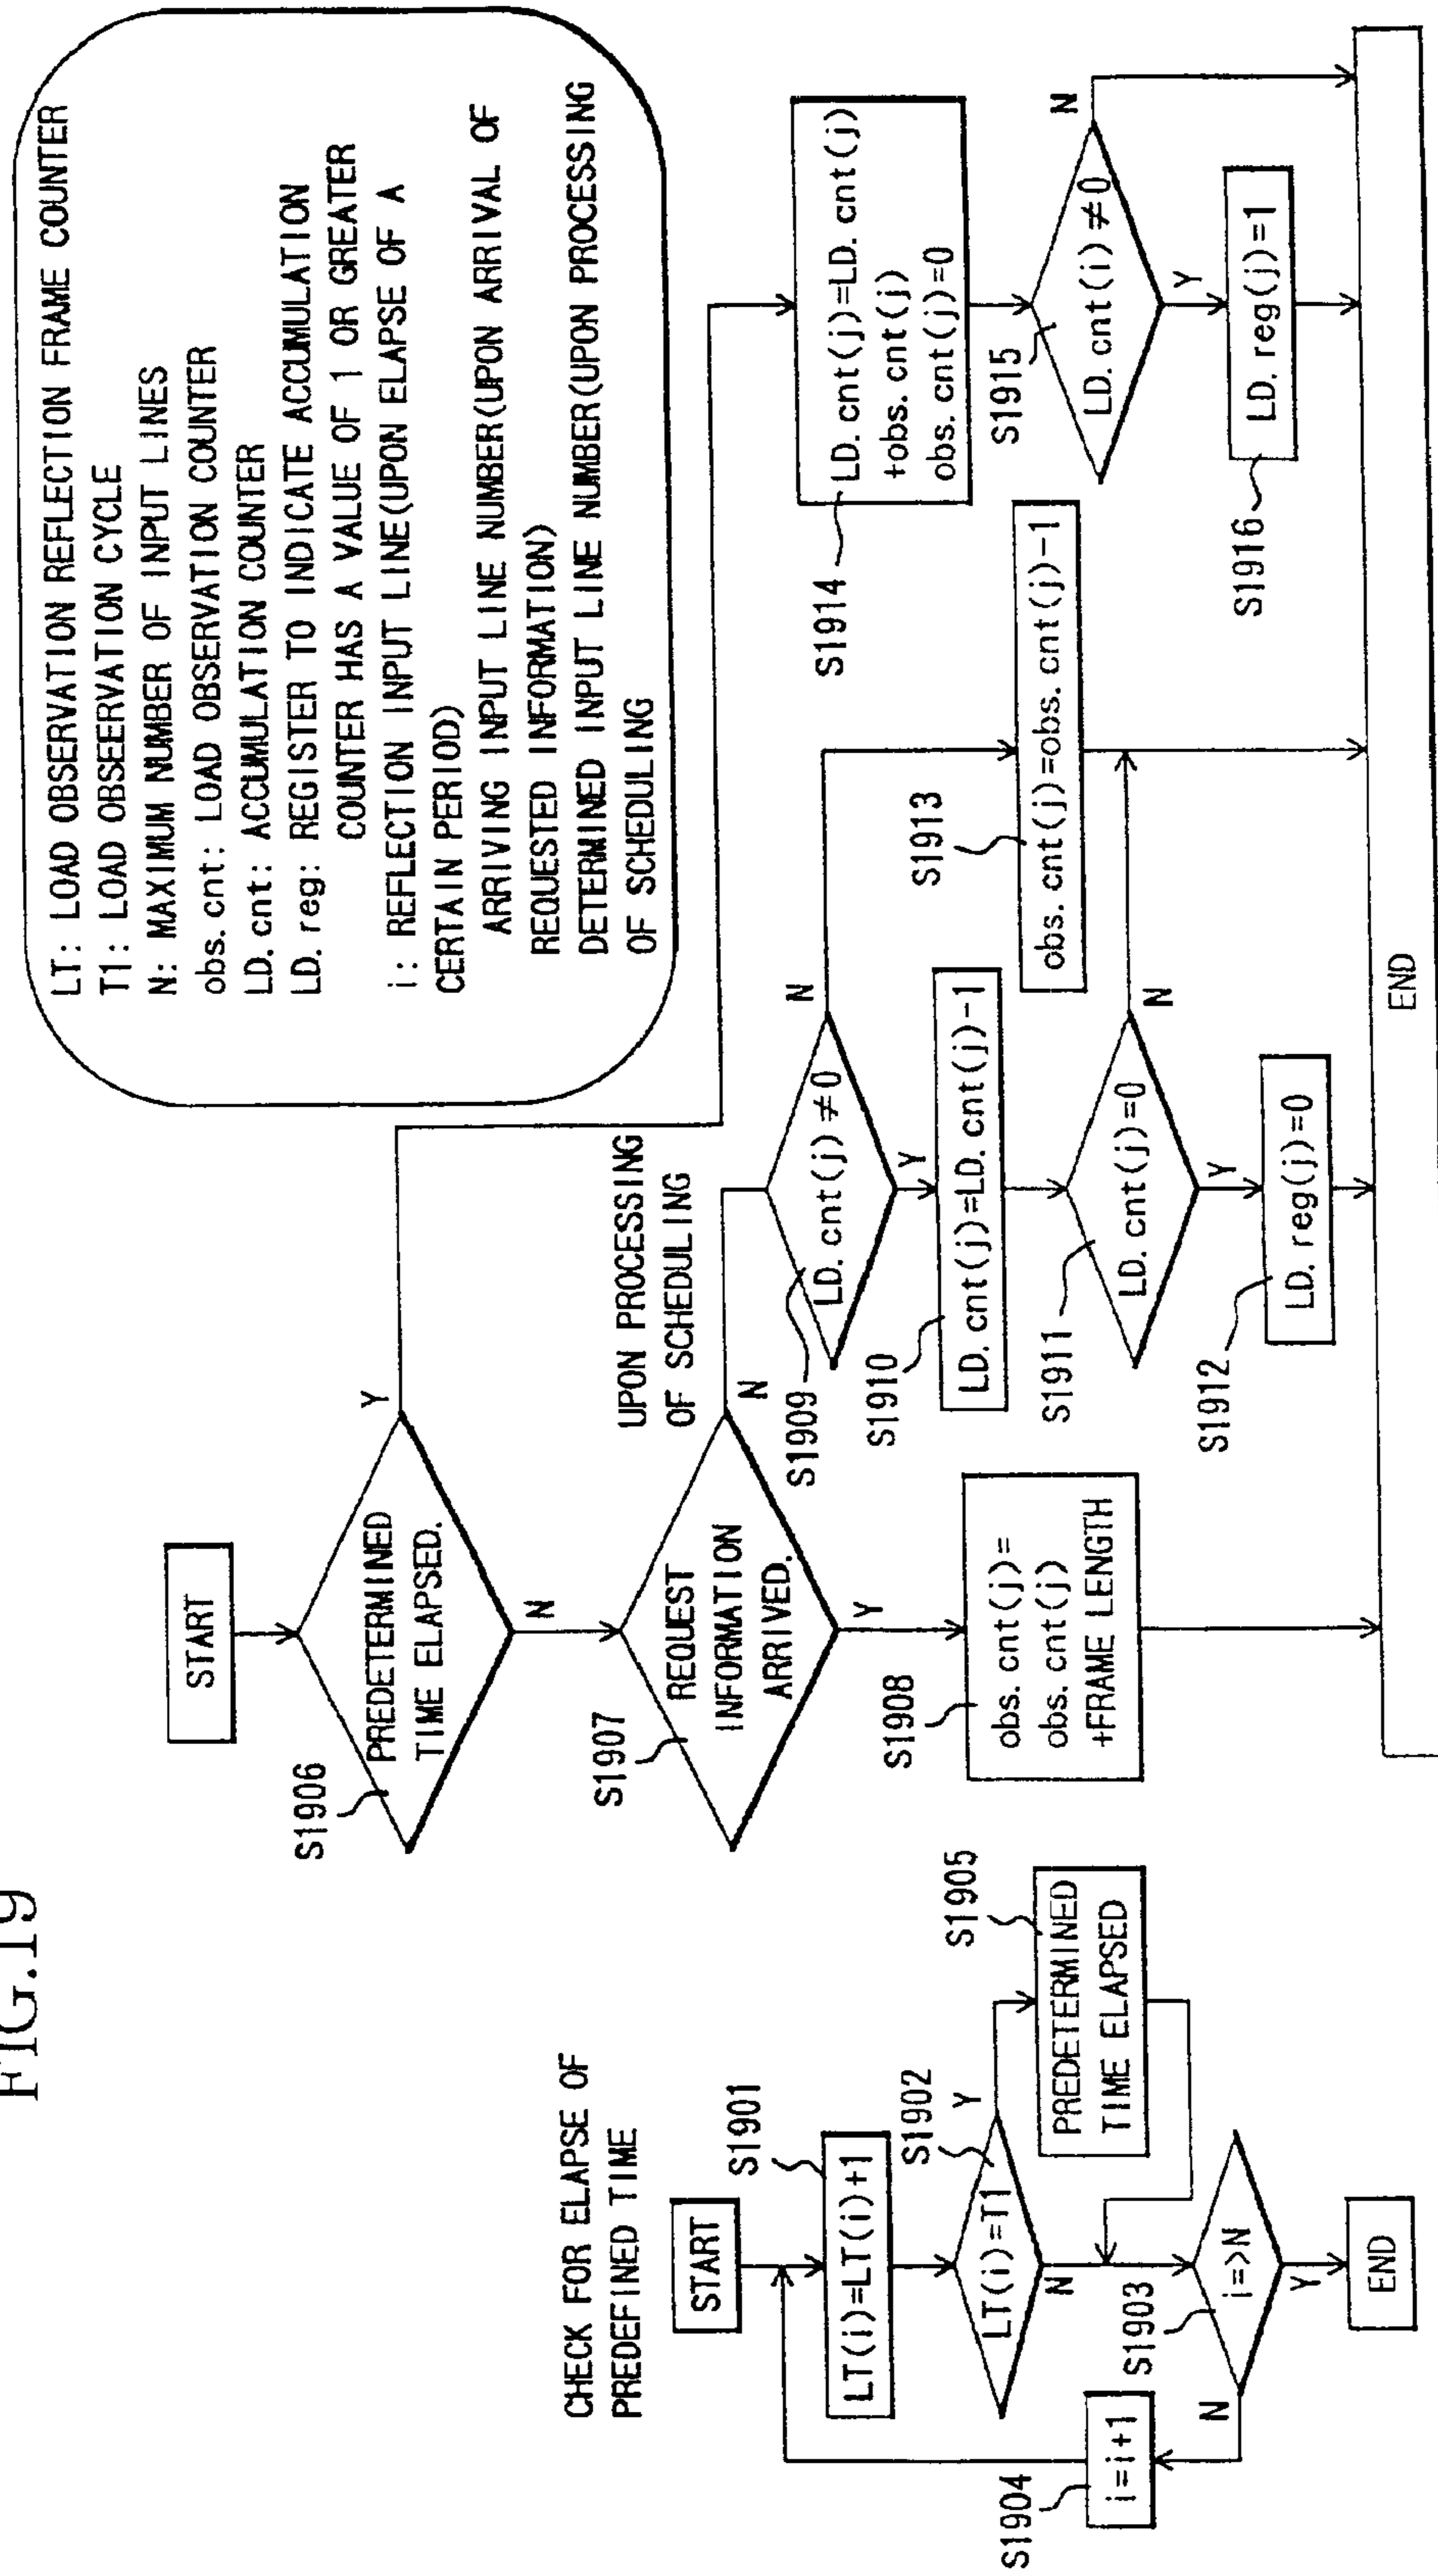 FIG.19
CHECK FOR ELAPSE OF
PREDEFINED TIME
START
S1901
LT(i)=LT(i)+1
S1902
LT(i)=T1
Y
N
S1905
PREDETERMINED
TIME ELAPSED
S1903
i=>N
N
Y
S1904
i=i+1
END
START
S1906
PREDETERMINED
TIME ELAPSED.
Y
N
S1907
REQUEST
INFORMATION
ARRIVED.
N
Y
UPON PROCESSING
OF SCHEDULING
S1908
obs.cnt(j)=
obs.cnt(j)
+FRAME LENGTH
S1909
LD.cnt(j)≠0
N
Y
S1910
LD.cnt(j)=LD.cnt(j)-1
S1911
LD.cnt(j)=0
N
Y
S1912
LD.reg(j)=0
S1913
obs.cnt(j)=obs.cnt(j)-1
S1914
LD.cnt(j)=LD.cnt(j)
+obs.cnt(j)
obs.cnt(j)=0
S1915
LD.cnt(i)≠0
N
Y
S1916
LD.reg(j)=1
END
LT: LOAD OBSERVATION REFLECTION FRAME COUNTER
T1: LOAD OBSEERVATION CYCLE
N: MAXIMUM NUMBER OF INPUT LINES
obs.cnt: LOAD OBSERVATION COUNTER
LD.cnt: ACCUMULATION COUNTER
LD.reg: REGISTER TO INDICATE ACCUMULATION
COUNTER HAS A VALUE OF 1 OR GREATER
i: REFLECTION INPUT LINE(UPON ELAPSE OF A
CERTAIN PERIOD)
ARRIVING INPUT LINE NUMBER(UPON ARRIVAL OF
REQUESTED INFORMATION)
DETERMINED INPUT LINE NUMBER(UPON PROCESSING
OF SCHEDULING